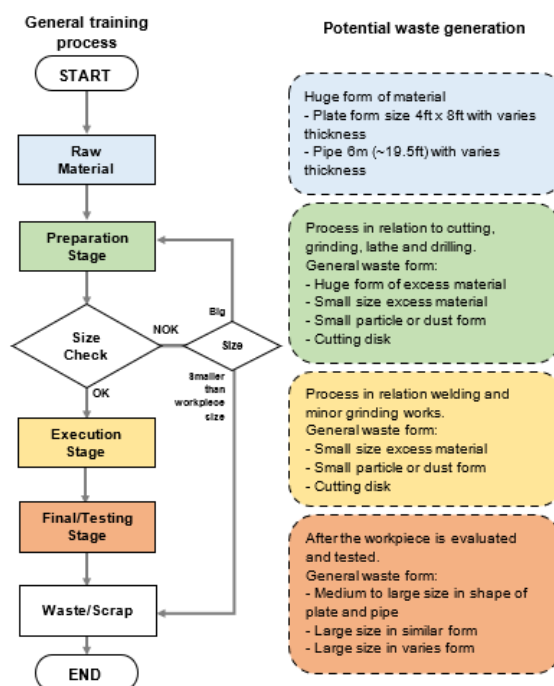 General training
process
Potential waste generation
START
Raw
Material
Preparation
Stage
Size
Check
NOK
OK
Big
Size
Smaller
than
workpiece
size
Execution
Stage
Final/Testing
Stage
Waste/Scrap
END
Huge form of material
- Plate form size 4ft x 8ft with varies
thickness
- Pipe 6m (~19.5ft) with varies
thickness
Process in relation to cutting,
grinding, lathe and drilling.
General waste form:
- Huge form of excess material
- Small size excess material
- Small particle or dust form
- Cutting disk
Process in relation welding and
minor grinding works.
General waste form:
- Small size excess material
- Small particle or dust form
- Cutting disk
After the workpiece is evaluated
and tested.
General waste form:
- Medium to large size in shape of
plate and pipe
- Large size in similar form
- Large size in varies form